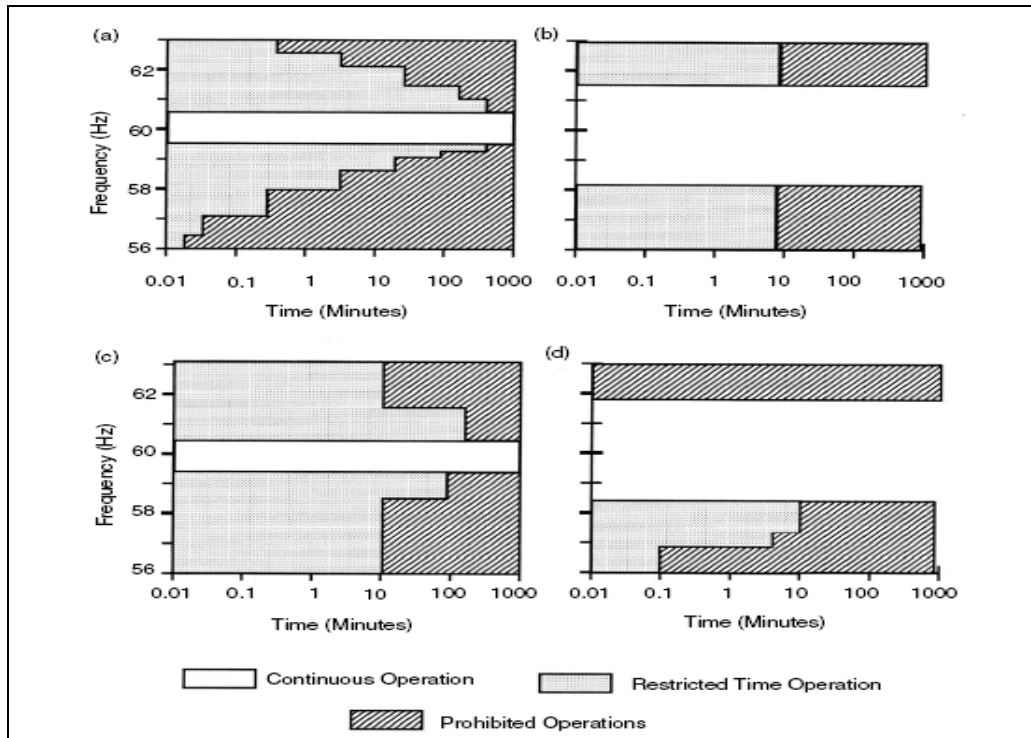 (a)
(b)
Frequency (Hz)
62
60
58
56
0.01 0.1 1 10 100 1000
Time (Minutes)
0.01 0.1 1 10 100 1000
Time (Minutes)
(c)
(d)
Frequency (Hz)
62
60
58
56
0.01 0.1 1 10 100 1000
Time (Minutes)
0.01 0.1 1 10 100 1000
Time (Minutes)
Continuous Operation
Restricted Time Operation
Prohibited Operations